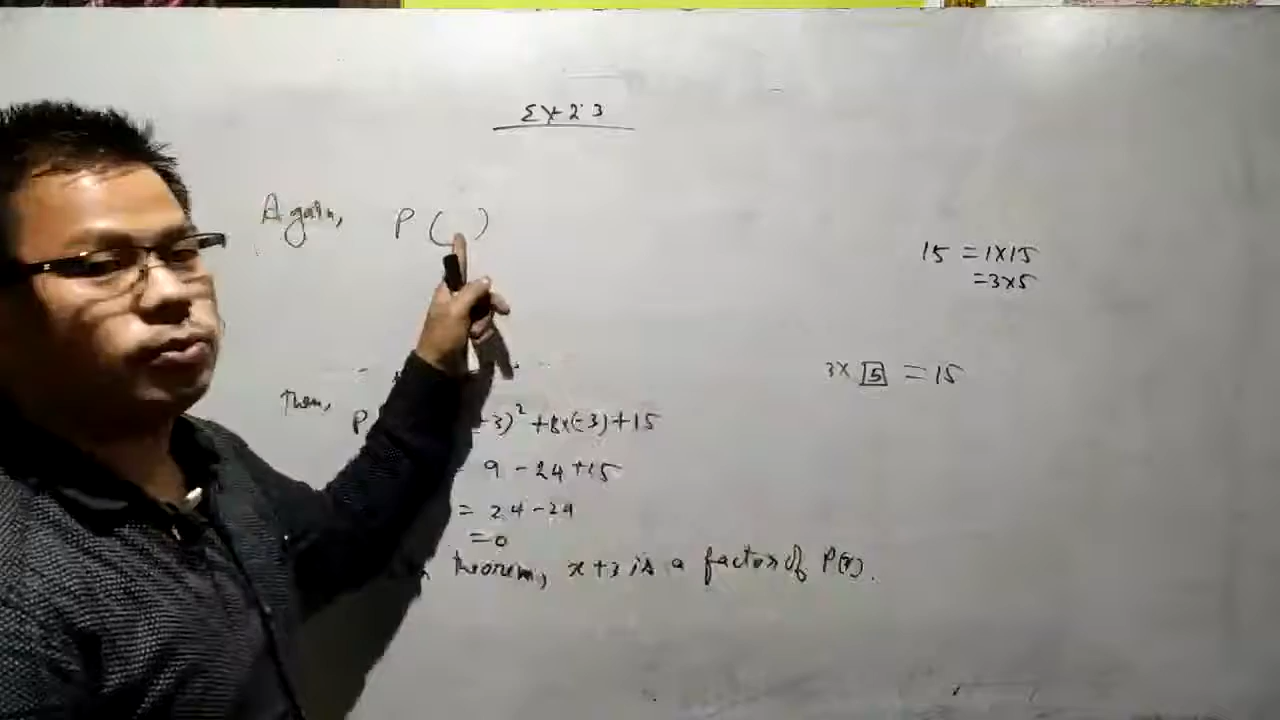 Ex-2.3
Again, P ( )
15 = 1×15
= 3×5
3× 5 = 15
Then, P -3)² + 8×(-3) + 15
9 - 24 + 15
= 24 - 24
= 0
theorem, x+3 is a factor of P(x).